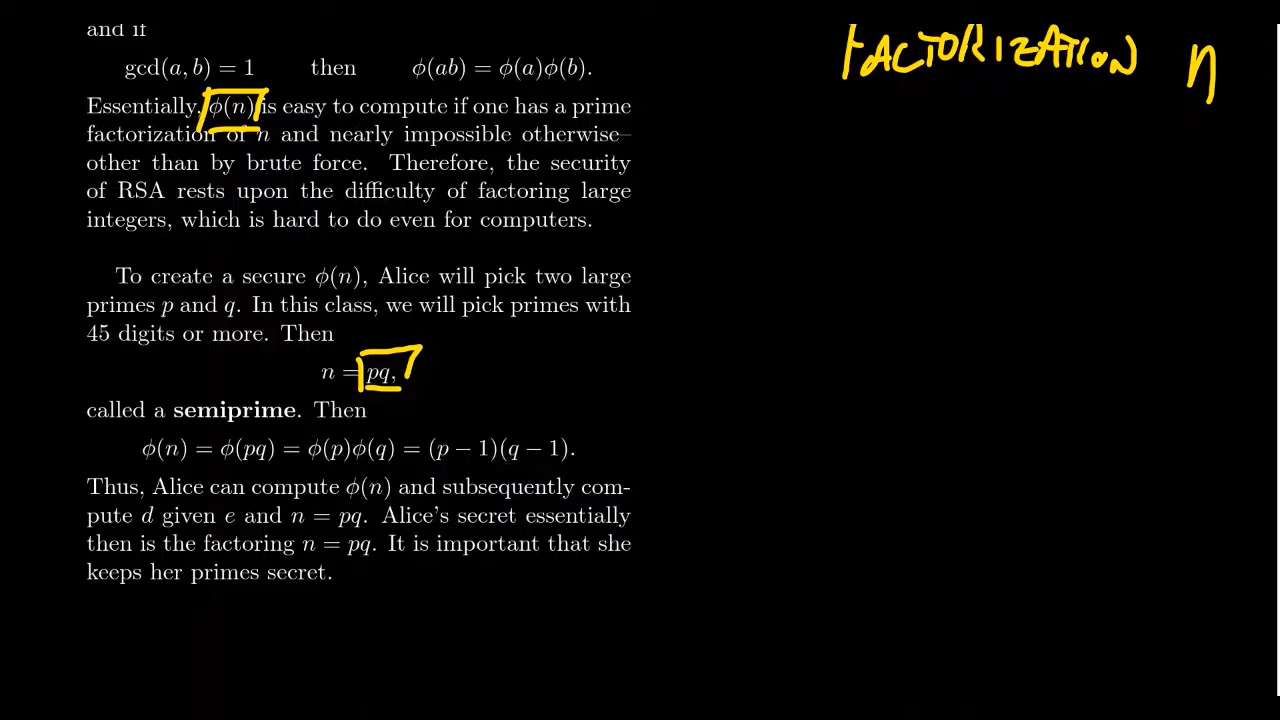 and if
gcd(a, b) = 1 then ϕ(ab) = ϕ(a)ϕ(b).
Essentially, ϕ(n) is easy to compute if one has a prime
factorization of n and nearly impossible otherwise–
other than by brute force. Therefore, the security
of RSA rests upon the difficulty of factoring large
integers, which is hard to do even for computers.
To create a secure ϕ(n), Alice will pick two large
primes p and q. In this class, we will pick primes with
45 digits or more. Then
n = pq,
called a semiprime. Then
ϕ(n) = ϕ(pq) = ϕ(p)ϕ(q) = (p − 1)(q − 1).
Thus, Alice can compute ϕ(n) and subsequently com-
pute d given e and n = pq. Alice's secret essentially
then is the factoring n = pq. It is important that she
keeps her primes secret.
FACTORIZATION n